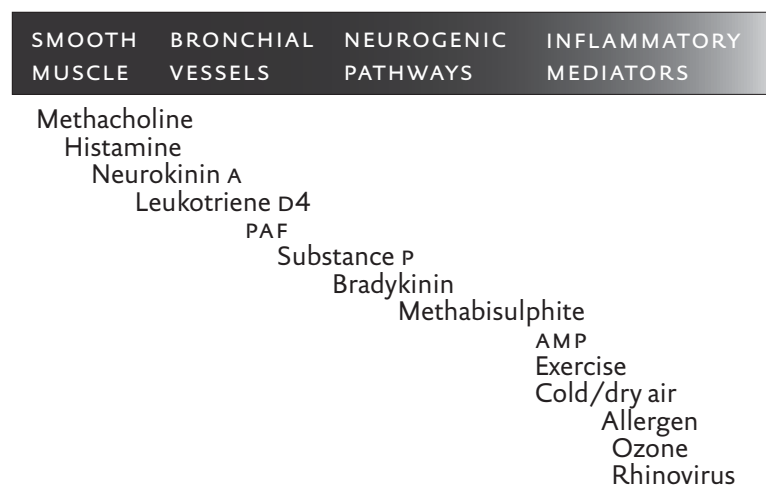 SMOOTH MUSCLE
BRONCHIAL VESSELS
NEUROGENIC PATHWAYS
INFLAMMATORY MEDIATORS
Methacholine
Histamine
Neurokinin A
Leukotriene D4
PAF
Substance P
Bradykinin
Methabisulphite
AMP
Exercise
Cold/dry air
Allergen
Ozone
Rhinovirus